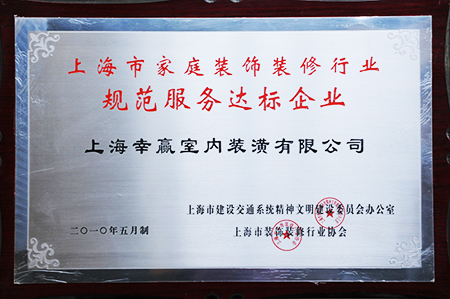 上海市家庭装饰装修行业
规范服务达标企业
上海幸赢室内装潢有限公司
上海市建设交通系统精神文明建设委员会办公室
二〇一〇年五月制
上海市装饰装修行业协会